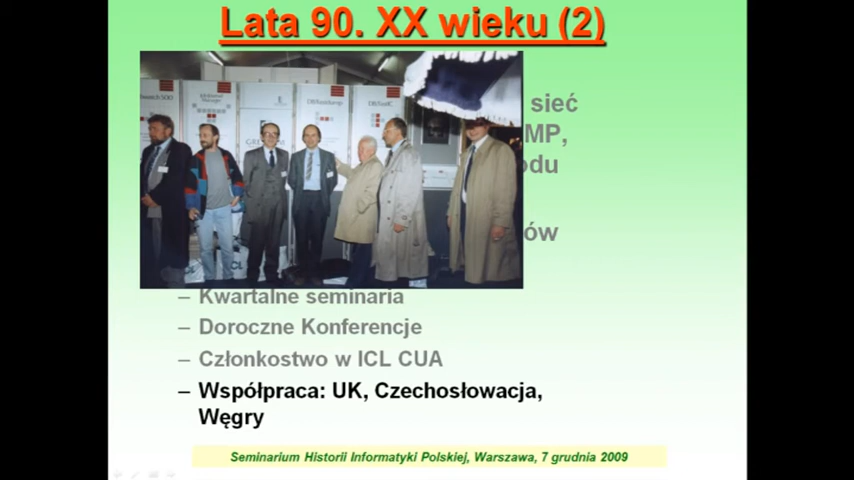 Lata 90. XX wieku (2)
sieć
MP,
odu
ów
– Kwartalne seminaria
– Doroczne Konferencje
– Członkostwo w ICL CUA
– Współpraca: UK, Czechosłowacja,
Węgry
Seminarium Historii Informatyki Polskiej, Warszawa, 7 grudnia 2009